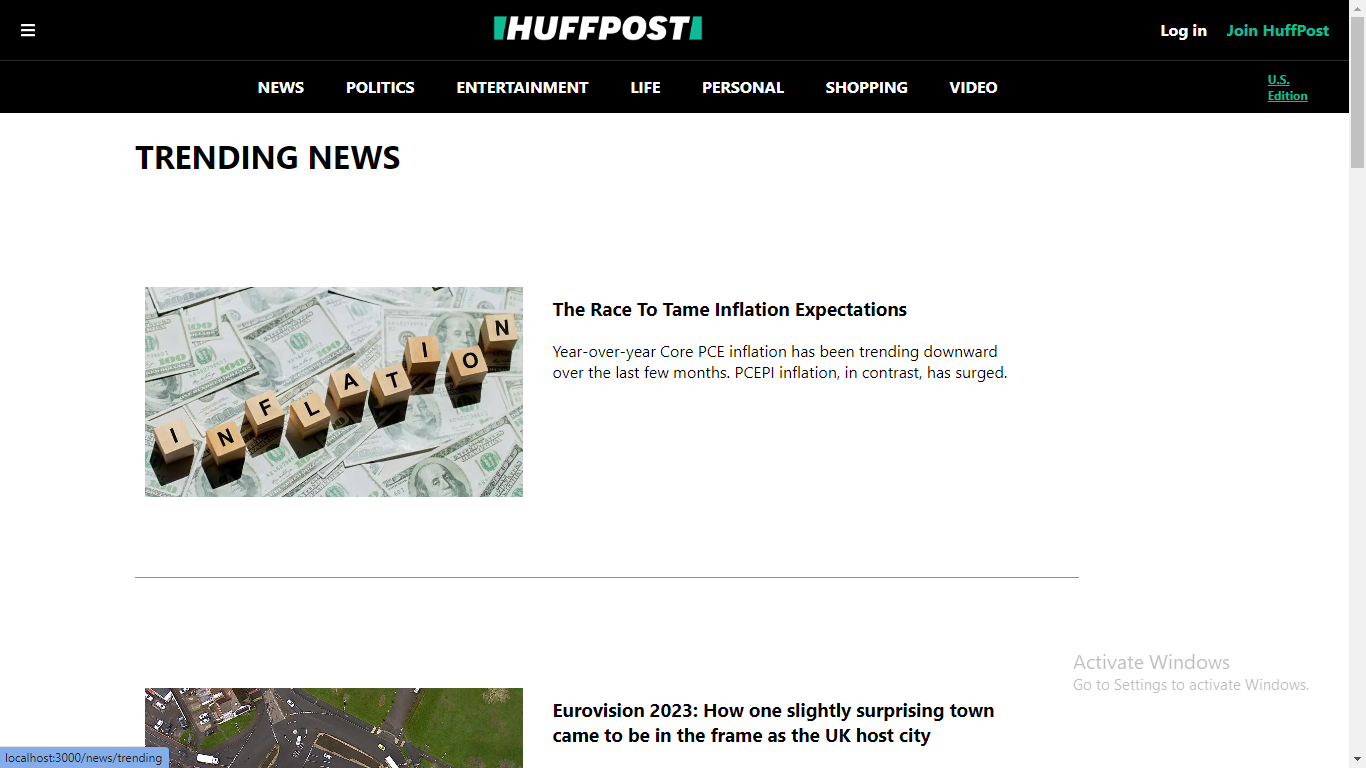 HUFFPOST
Log in
Join HuffPost
NEWS
POLITICS
ENTERTAINMENT
LIFE
PERSONAL
SHOPPING
VIDEO
U.S.
Edition
TRENDING NEWS
INFLATION
The Race To Tame Inflation Expectations
Year-over-year Core PCE inflation has been trending downward
over the last few months. PCEPI inflation, in contrast, has surged.
Eurovision 2023: How one slightly surprising town
came to be in the frame as the UK host city
Activate Windows
Go to Settings to activate Windows.
localhost:3000/news/trending